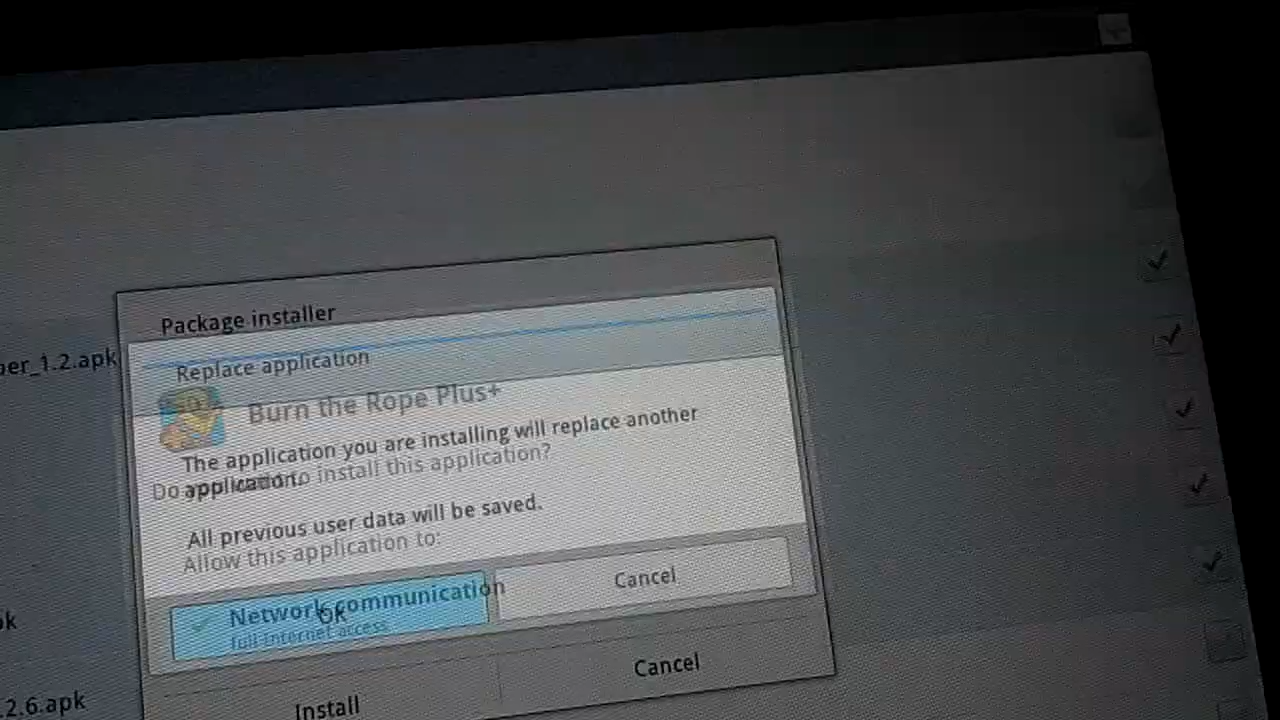 Package installer
er_1.2.apk
Replace application
Burn the Rope Plus+
The application you are installing will replace another
application.
Do you want to install this application?
All previous user data will be saved.
Allow this application to:
Cancel
Network communication
OK
full Internet access
k
Cancel
.2.6.apk
Install